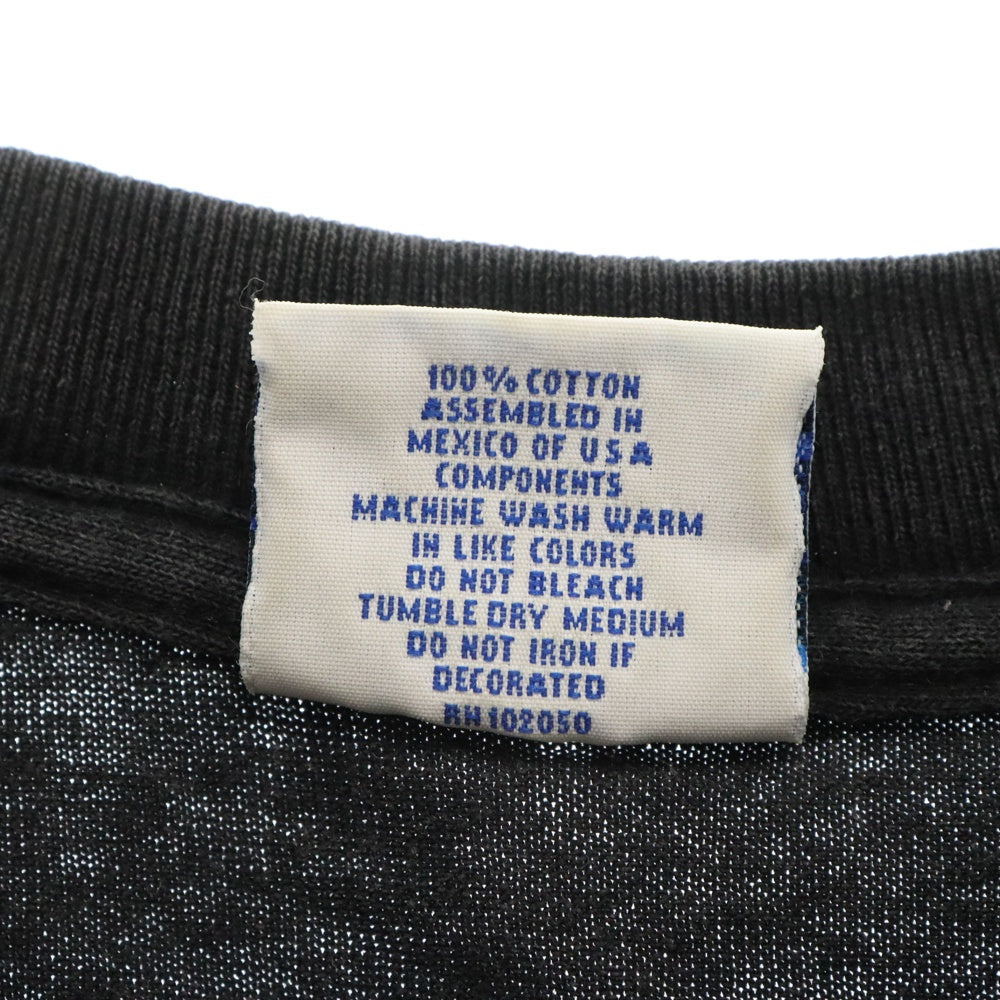 100% COTTON
ASSEMBLED IN
MEXICO OF U S A
COMPONENTS
MACHINE WASH WARM
IN LIKE COLORS
DO NOT BLEACH
TUMBLE DRY MEDIUM
DO NOT IRON IF
DECORATED
RN 102050